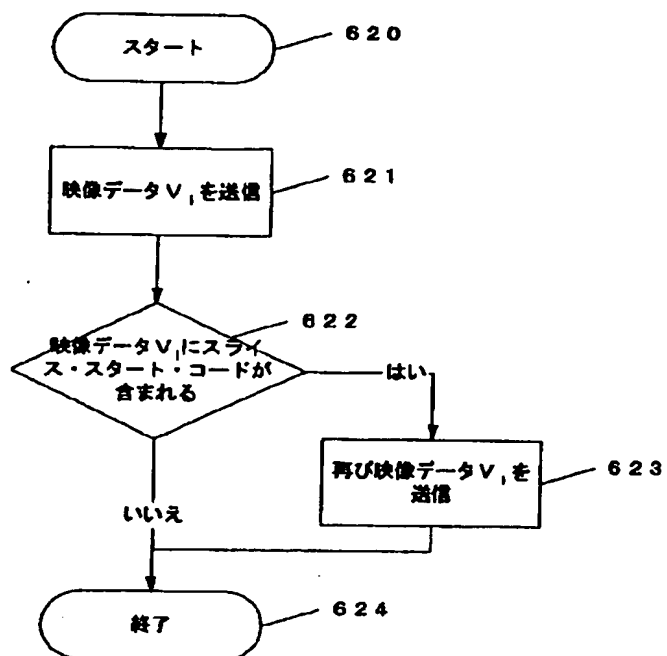 スタート
620
映像データV₁を送信
621
622
映像データV₁にスライ
ス・スタート・コードが
含まれる
はい
再び映像データV₁を
送信
623
いいえ
終了
624